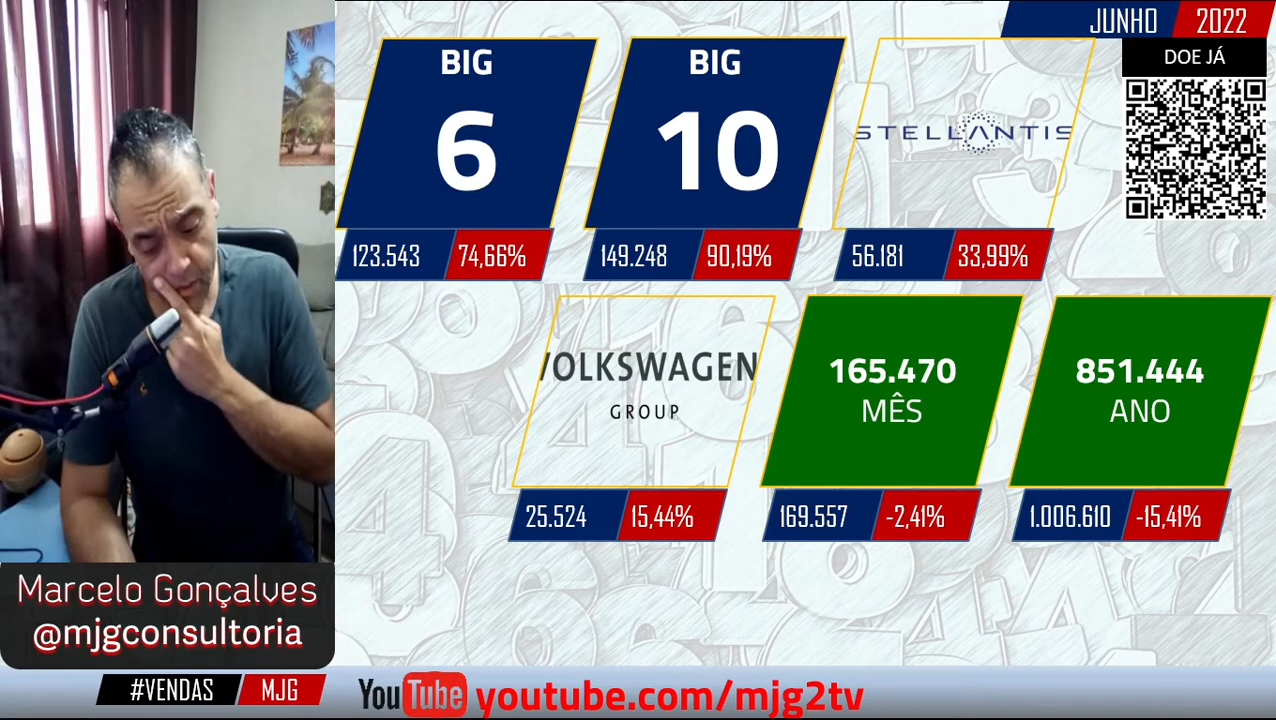 JUNHO 2022
DOE JÁ
BIG
6
BIG
10
STELLANTIS
123.543 74,66%
149.248 90,19%
56.181 33,99%
VOLKSWAGEN
GROUP
165.470
MÊS
851.444
ANO
25.524 15,44%
169.557 -2,41%
1.006.610 -15,41%
Marcelo Gonçalves
@mjgconsultoria
#VENDAS MJG
YouTube youtube.com/mjg2tv